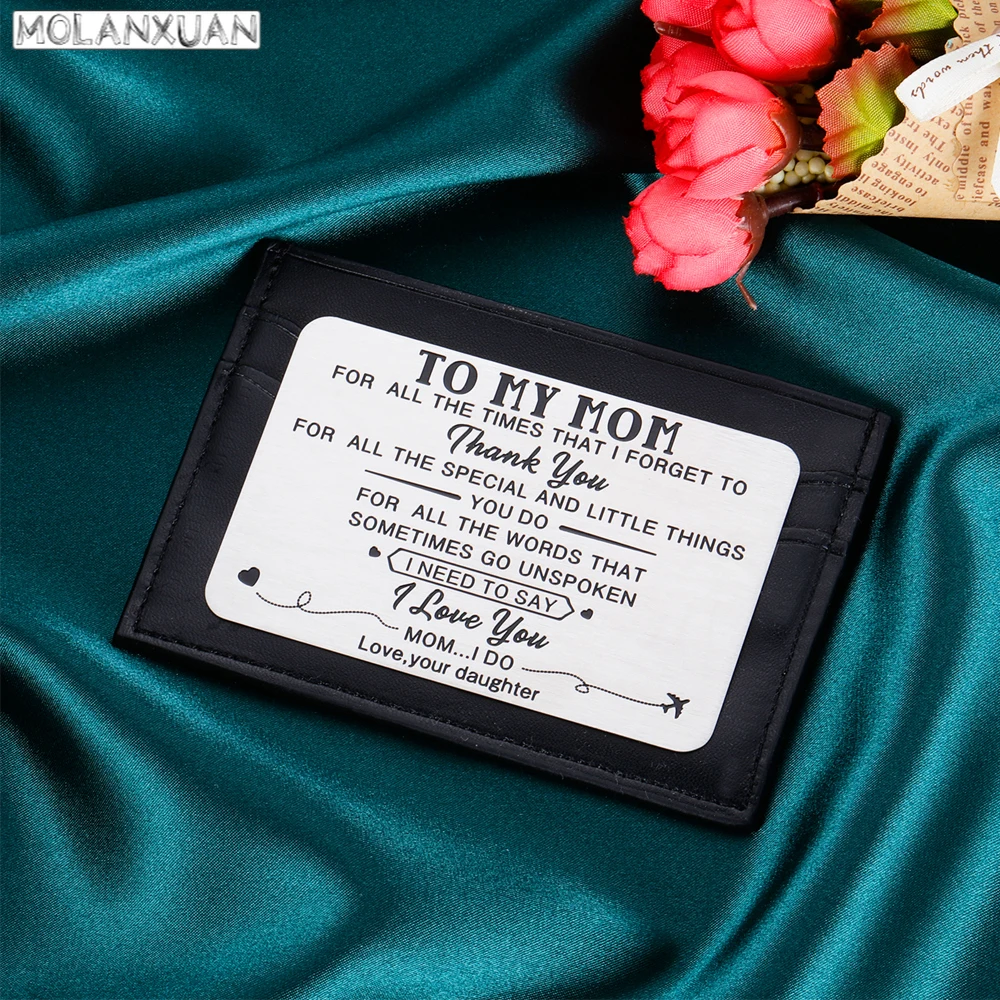 MOLANXUAN
TO MY MOM
FOR ALL THE TIMES THAT I FORGET TO
Thank You
FOR ALL THE SPECIAL AND LITTLE THINGS
YOU DO
FOR ALL THE WORDS THAT
SOMETIMES GO UNSPOKEN
I NEED TO SAY
I Love You
MOM...I DO
Love,your daughter
them words